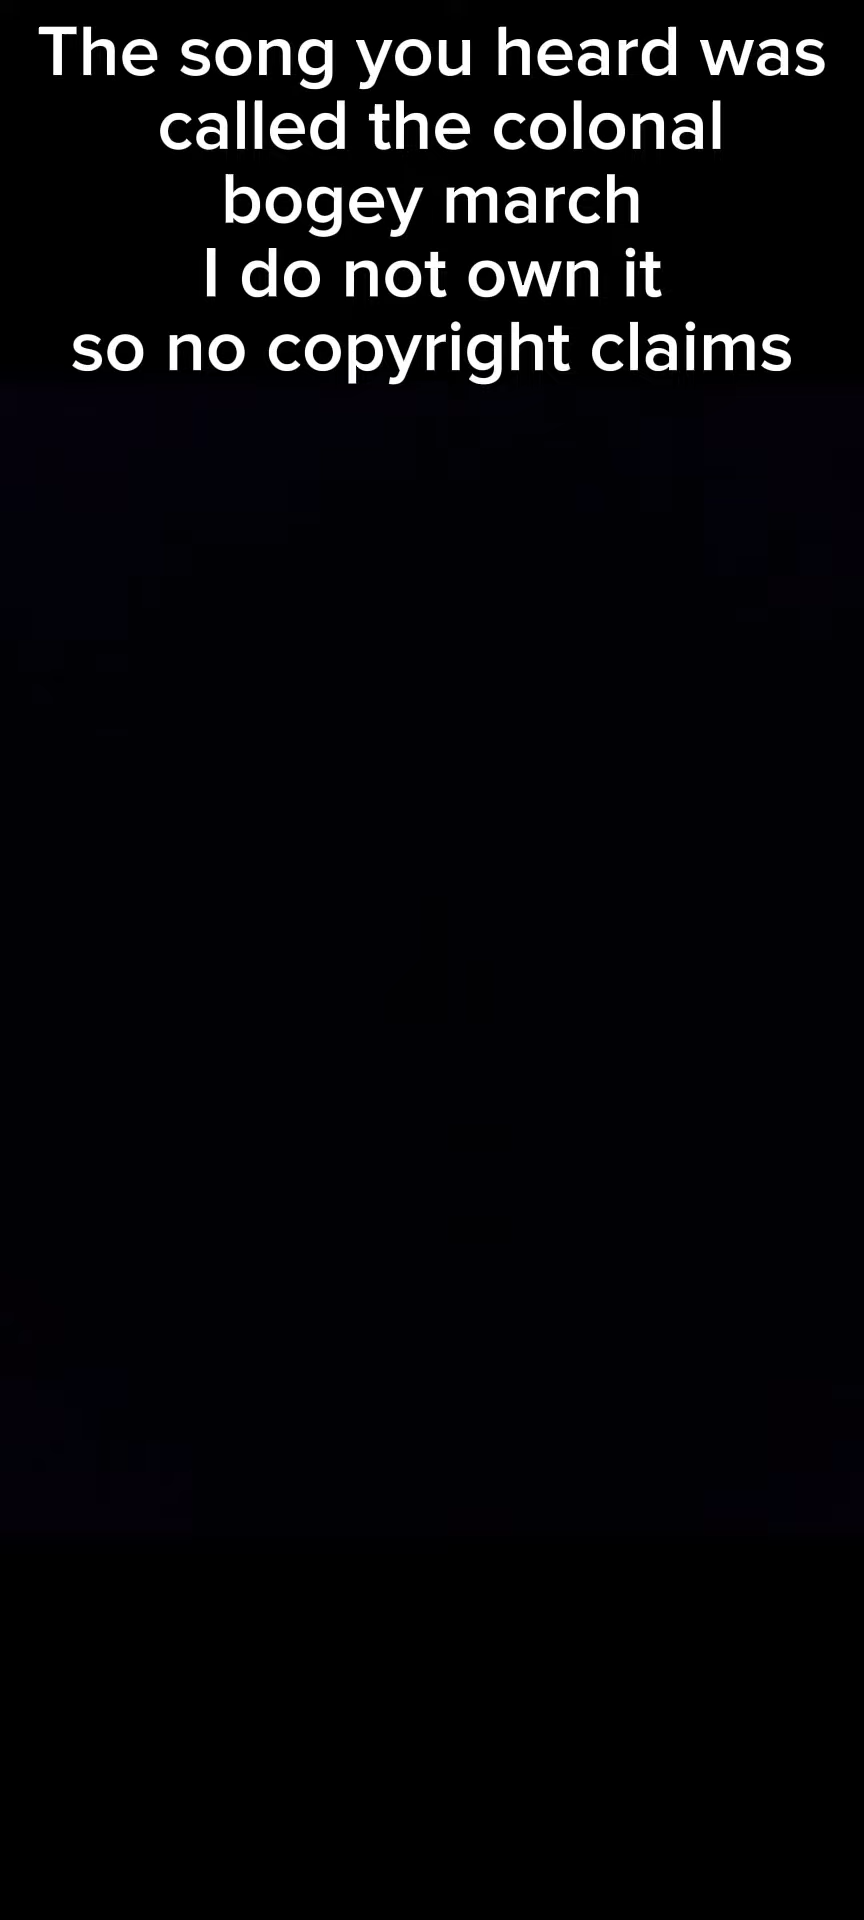 The song you heard was
called the colonal
bogey march
I do not own it
so no copyright claims